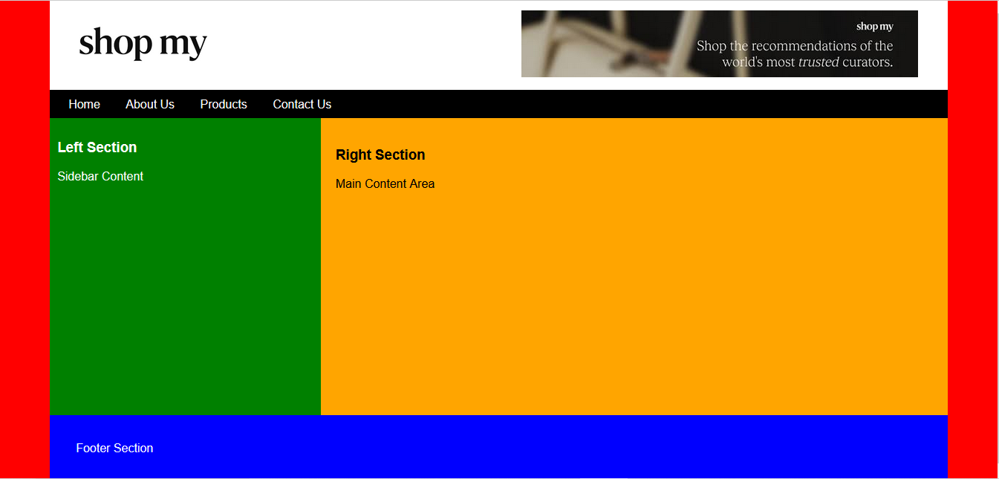 shop my
shop my
Shop the recommendations of the
world's most trusted curators.
Home About Us Products Contact Us
Left Section
Sidebar Content
Right Section
Main Content Area
Footer Section